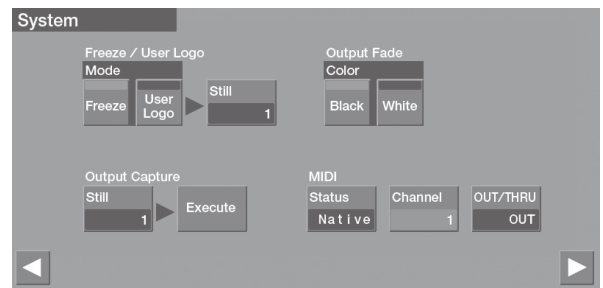 System
Freeze / User Logo
Mode
Freeze
User
Logo
Still
1
Output Fade
Color
Black
White
Output Capture
Still
1
Execute
MIDI
Status
Native
Channel
1
OUT/THRU
OUT